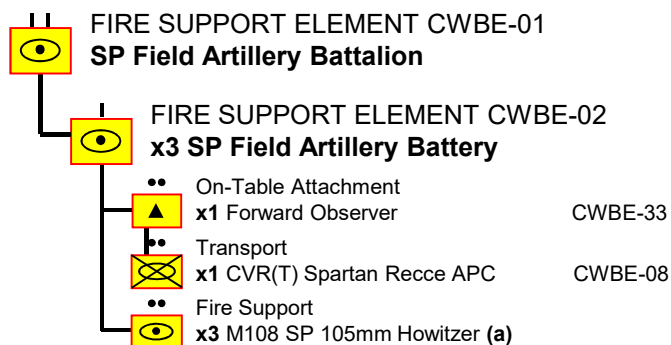 FIRE SUPPORT ELEMENT CWBE-01
SP Field Artillery Battalion
FIRE SUPPORT ELEMENT CWBE-02
x3 SP Field Artillery Battery
On-Table Attachment
x1 Forward Observer CWBE-33
Transport
x1 CVR(T) Spartan Recce APC CWBE-08
Fire Support
x3 M108 SP 105mm Howitzer (a)